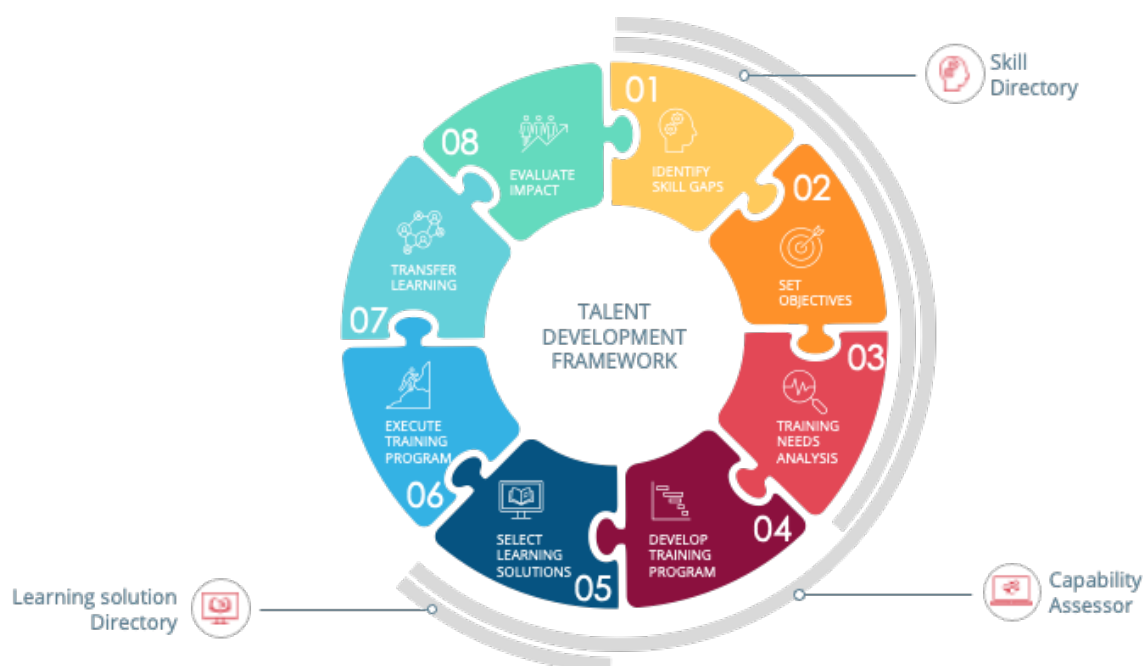 Skill
Directory
01
IDENTIFY
SKILL GAPS
02
SET
OBJECTIVES
03
TRAINING
NEEDS
ANALYSIS
04
DEVELOP
TRAINING
PROGRAM
05
SELECT
LEARNING
SOLUTIONS
06
EXECUTE
TRAINING
PROGRAM
07
TRANSFER
LEARNING
08
EVALUATE
IMPACT
TALENT
DEVELOPMENT
FRAMEWORK
Capability
Assessor
Learning solution
Directory